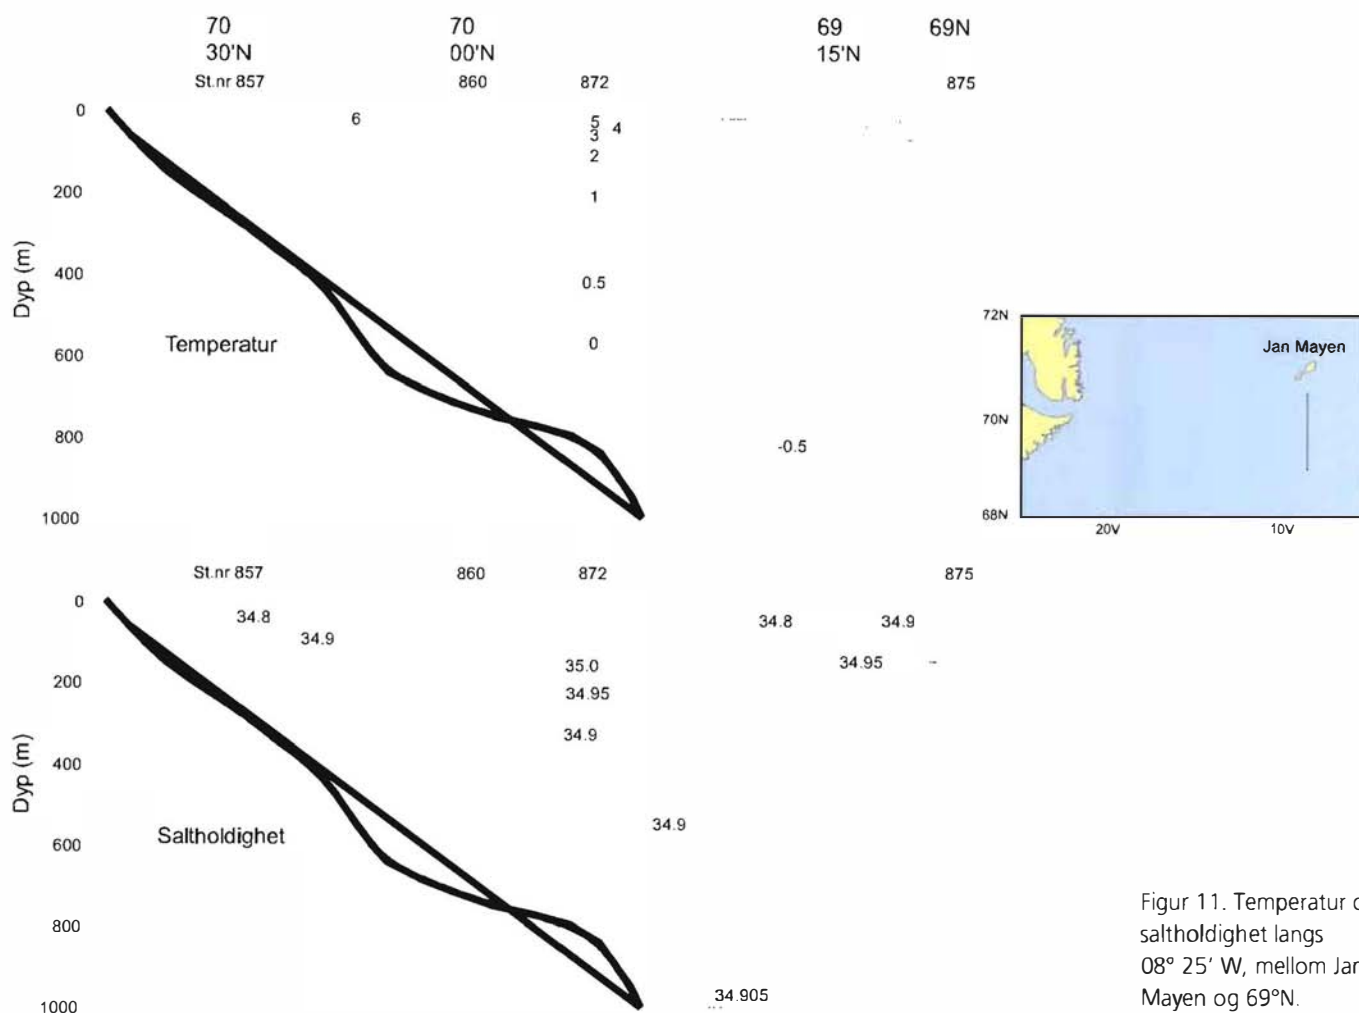 70 70 69 69N
30'N 00'N 15'N
St.nr 857 860 872 875
0
6
5
3 4
2
200
1
Dyp (m)
400
0.5
Temperatur
0
600
800
-0.5
1000
72N
Jan Mayen
70N
68N
20V 10V
St.nr 857 860 872 875
0
34.8 34.8 34.9
34.9
35.0 34.95
200
34.95
34.9
Dyp (m)
400
34.9
Saltholdighet
600
800
34.905
1000
Figur 11. Temperatur
saltholdighet langs
08° 25' W, mellom
Mayen og 69°N.